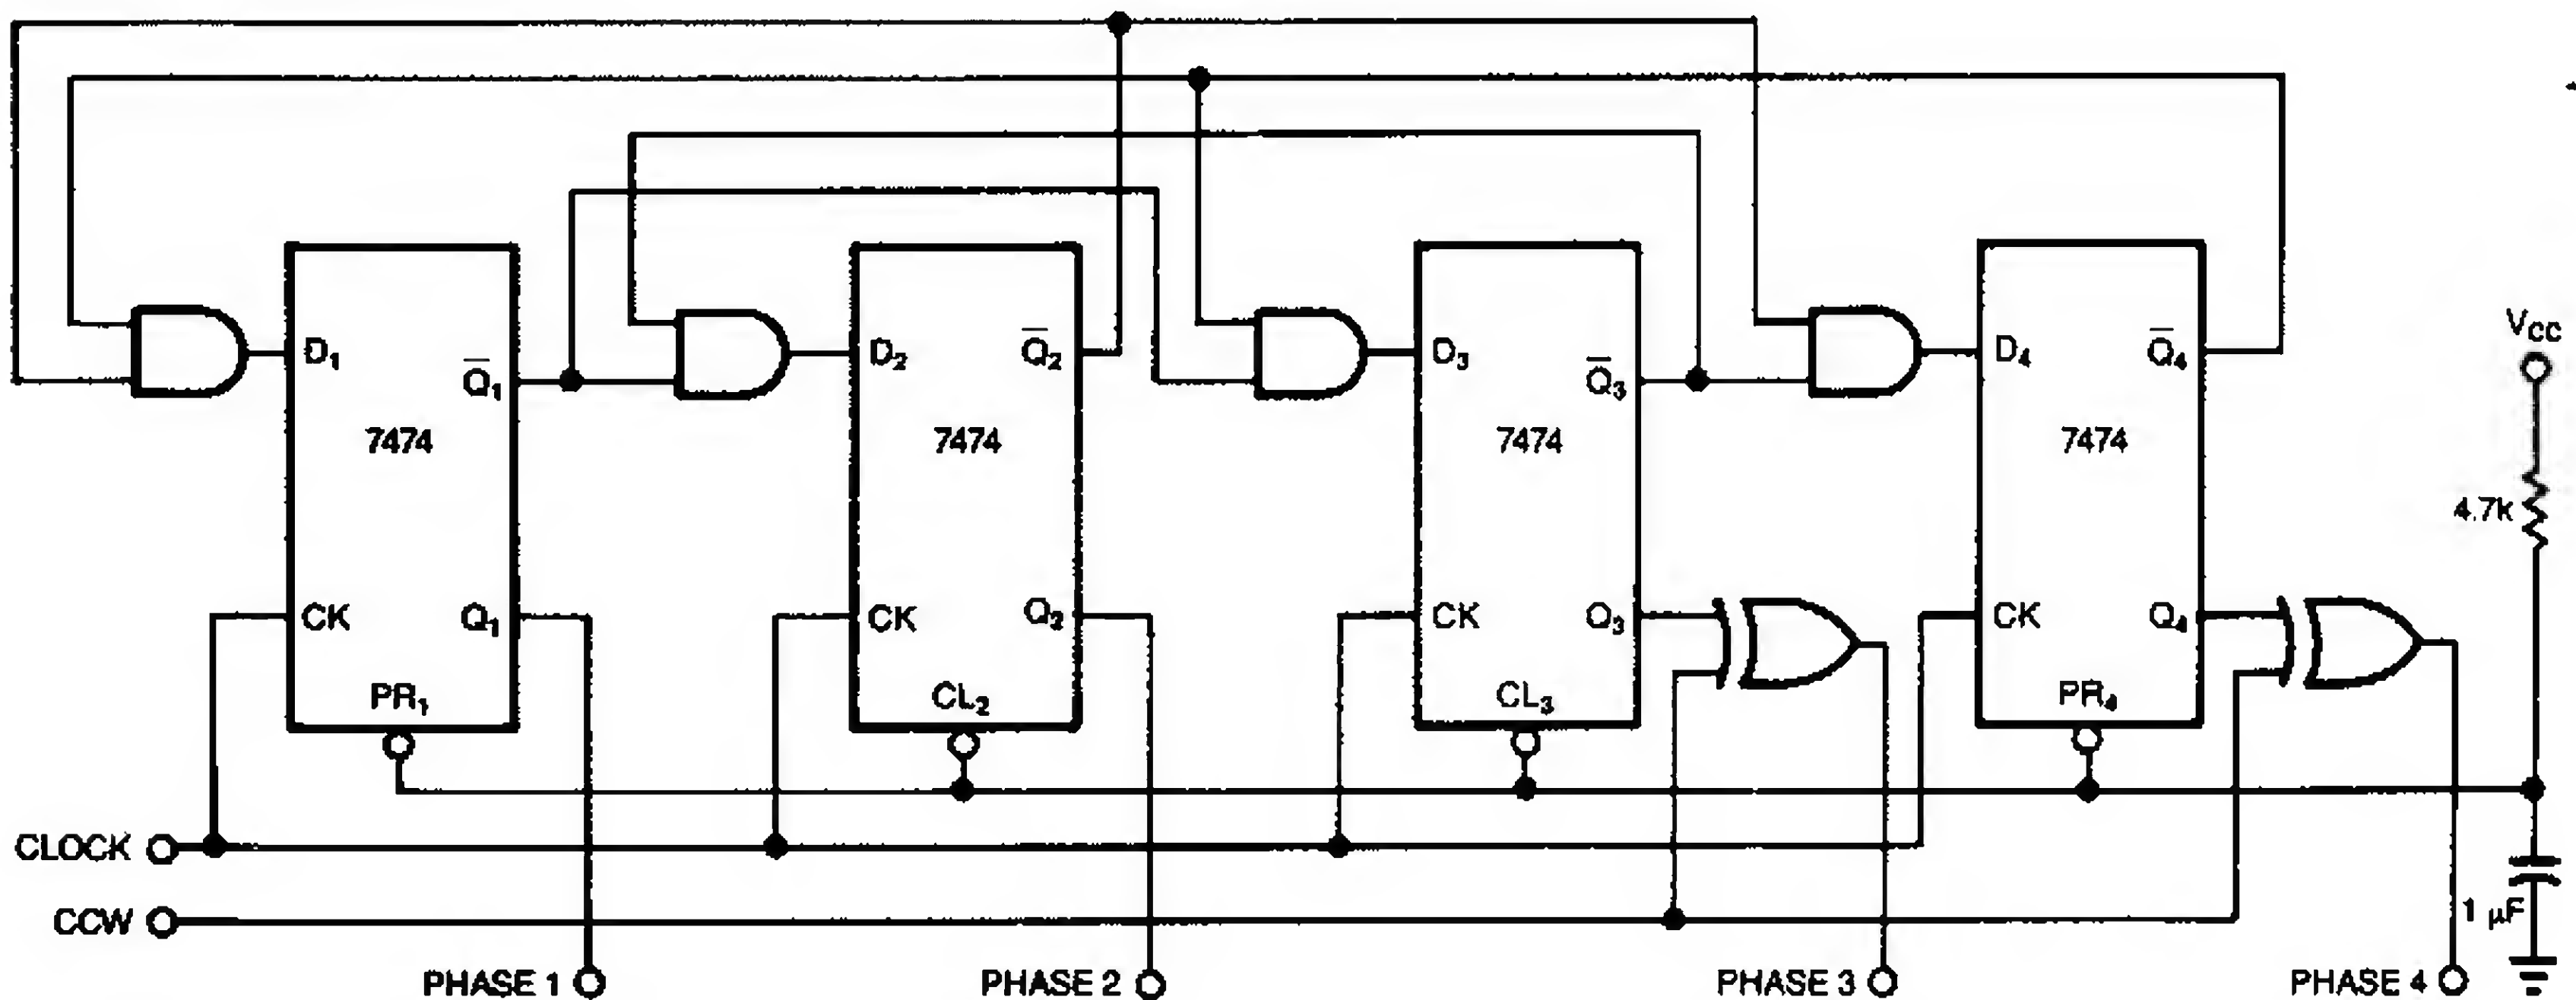 D₁
Q̅₁
7474
CK
Q₁
PR₁
D₂
Q̅₂
7474
CK
Q₂
CL₂
D₃
Q̅₃
7474
CK
Q₃
CL₃
D₄
Q̅₄
7474
CK
Q₄
PR₄
VCC
4.7k
1 µF
CLOCK
CCW
PHASE 1
PHASE 2
PHASE 3
PHASE 4